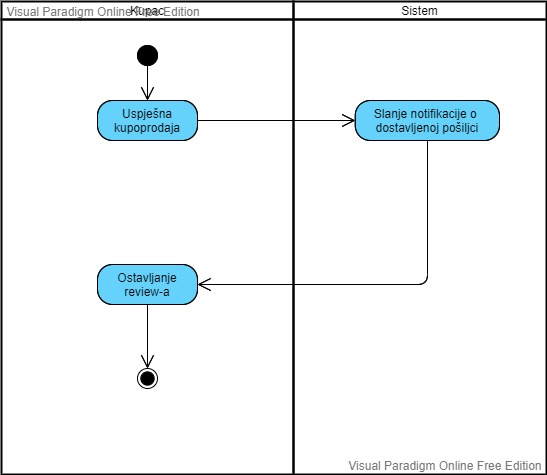 Visual Paradigm Online Free Edition
Kupac
Sistem
Uspješna
kupoprodaja
Slanje notifikacije o
dostavljenoj pošiljci
Ostavljanje
review-a
Visual Paradigm Online Free Edition